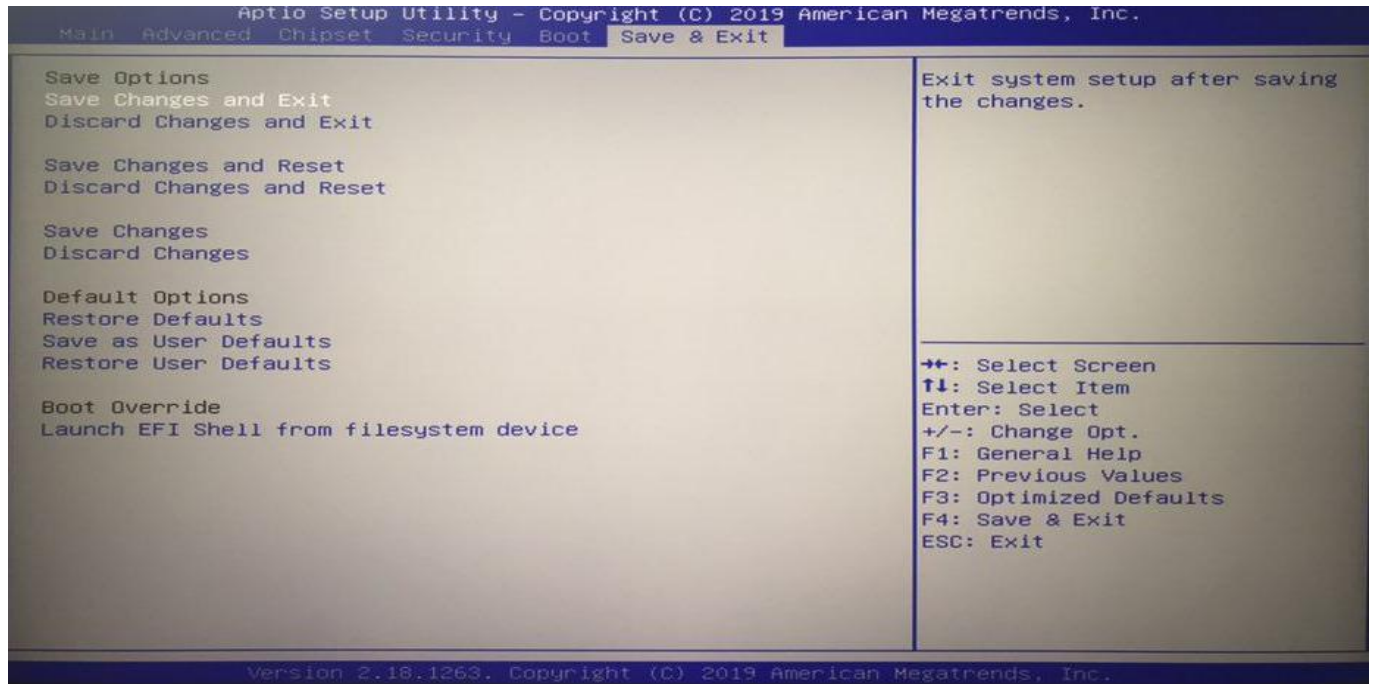 Aptio Setup Utility - Copyright (C) 2019 American Megatrends, Inc.
Main Advanced Chipset Security Boot Save & Exit
Save Options
Save Changes and Exit
Discard Changes and Exit
Save Changes and Reset
Discard Changes and Reset
Save Changes
Discard Changes
Default Options
Restore Defaults
Save as User Defaults
Restore User Defaults
Boot Override
Launch EFI Shell from filesystem device
Exit system setup after saving
the changes.
→←: Select Screen
↑↓: Select Item
Enter: Select
+/-: Change Opt.
F1: General Help
F2: Previous Values
F3: Optimized Defaults
F4: Save & Exit
ESC: Exit
Version 2.18.1263. Copyright (C) 2019 American Megatrends, Inc.